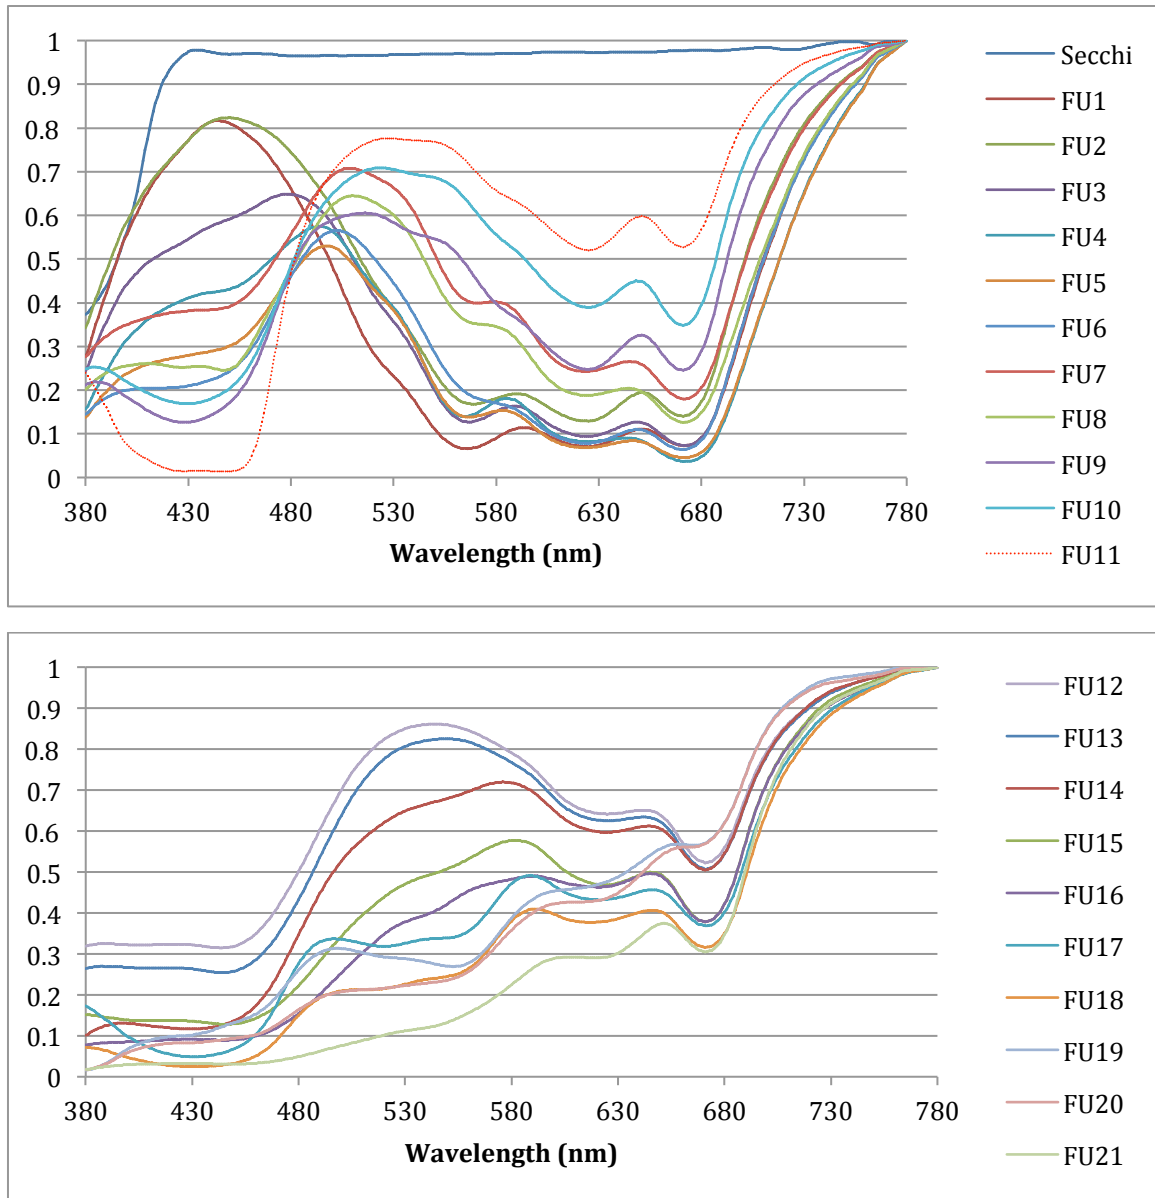 1
0.9
0.8
0.7
0.6
0.5
0.4
0.3
0.2
0.1
0
380 430 480 530 580 630 680 730 780
Wavelength (nm)
Secchi
FU1
FU2
FU3
FU4
FU5
FU6
FU7
FU8
FU9
FU10
FU11
1
0.9
0.8
0.7
0.6
0.5
0.4
0.3
0.2
0.1
0
380 430 480 530 580 630 680 730 780
Wavelength (nm)
FU12
FU13
FU14
FU15
FU16
FU17
FU18
FU19
FU20
FU21